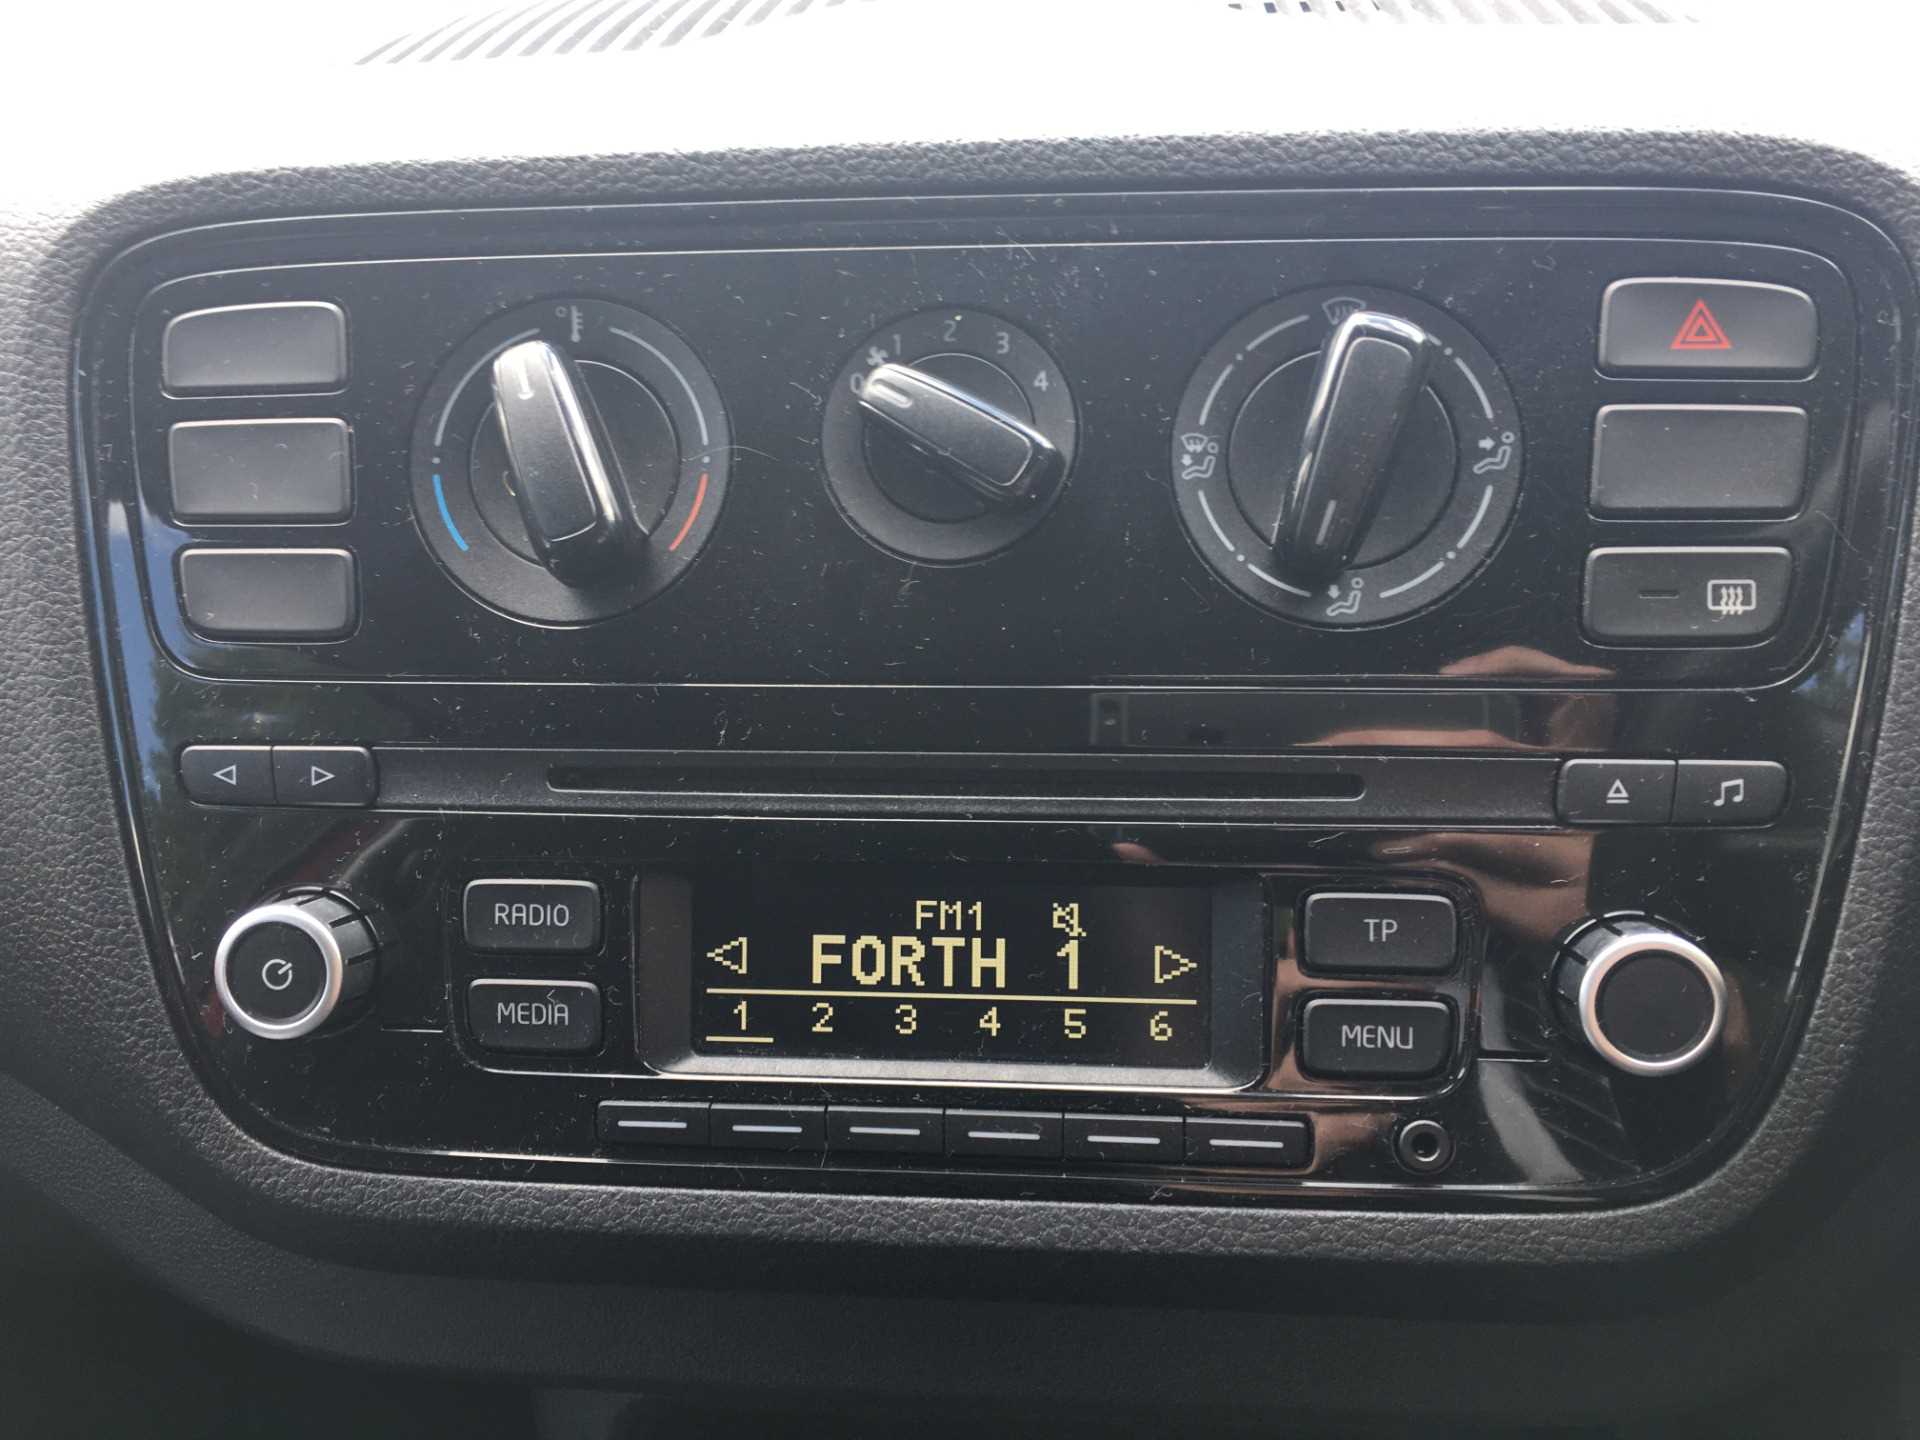 0 1 2 3 4
RADIO
MEDIA
FM1
FORTH 1
1 2 3 4 5 6
TP
MENU